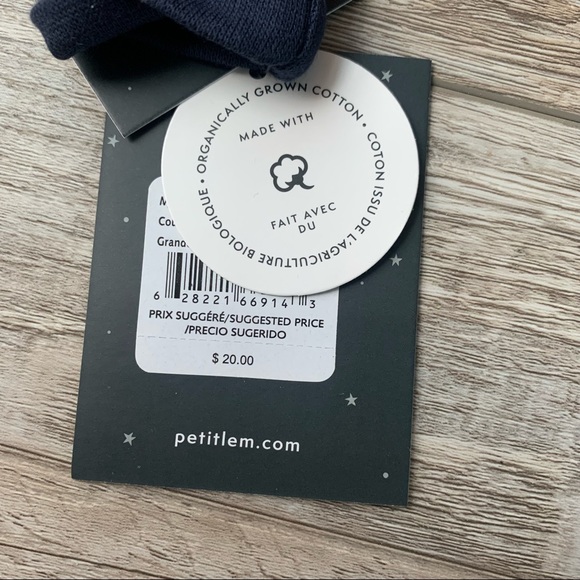 ORGANICALLY GROWN COTTON • COTON ISSU DE L'AGRICULTURE BIOLOGIQUE •
MADE WITH
FAIT AVEC
DU
6 28221 66914 3
PRIX SUGGÉRÉ/SUGGESTED PRICE
/PRECIO SUGERIDO
$ 20.00
petitlem.com